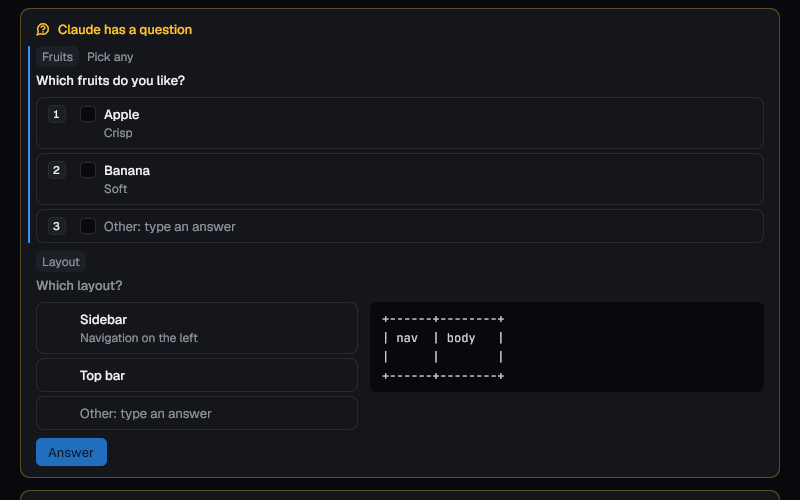 Claude has a question
Fruits Pick any
Which fruits do you like?
1 Apple
Crisp
2 Banana
Soft
3 Other: type an answer
Layout
Which layout?
Sidebar
Navigation on the left
Top bar
Other: type an answer
+------+--------+
| nav  | body   |
|      |        |
+------+--------+
Answer